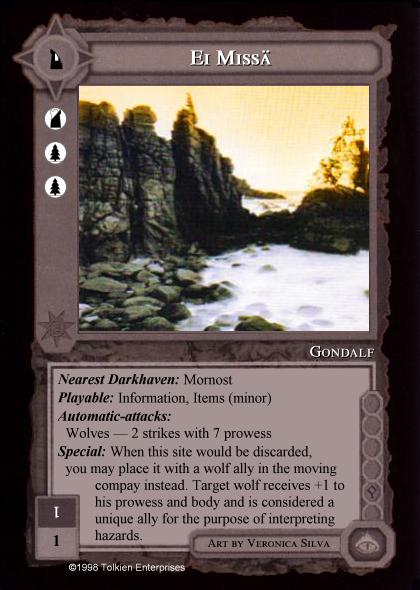 Ei Missä
Gondalf
Nearest Darkhaven: Mornost
Playable: Information, Items (minor)
Automatic-attacks:
Wolves — 2 strikes with 7 prowess
Special: When this site would be discarded,
you may place it with a wolf ally in the moving
compay instead. Target wolf receives +1 to
his prowess and body and is considered a
unique ally for the purpose of interpreting
hazards.
1
1
Art by Veronica Silva
©1998 Tolkien Enterprises